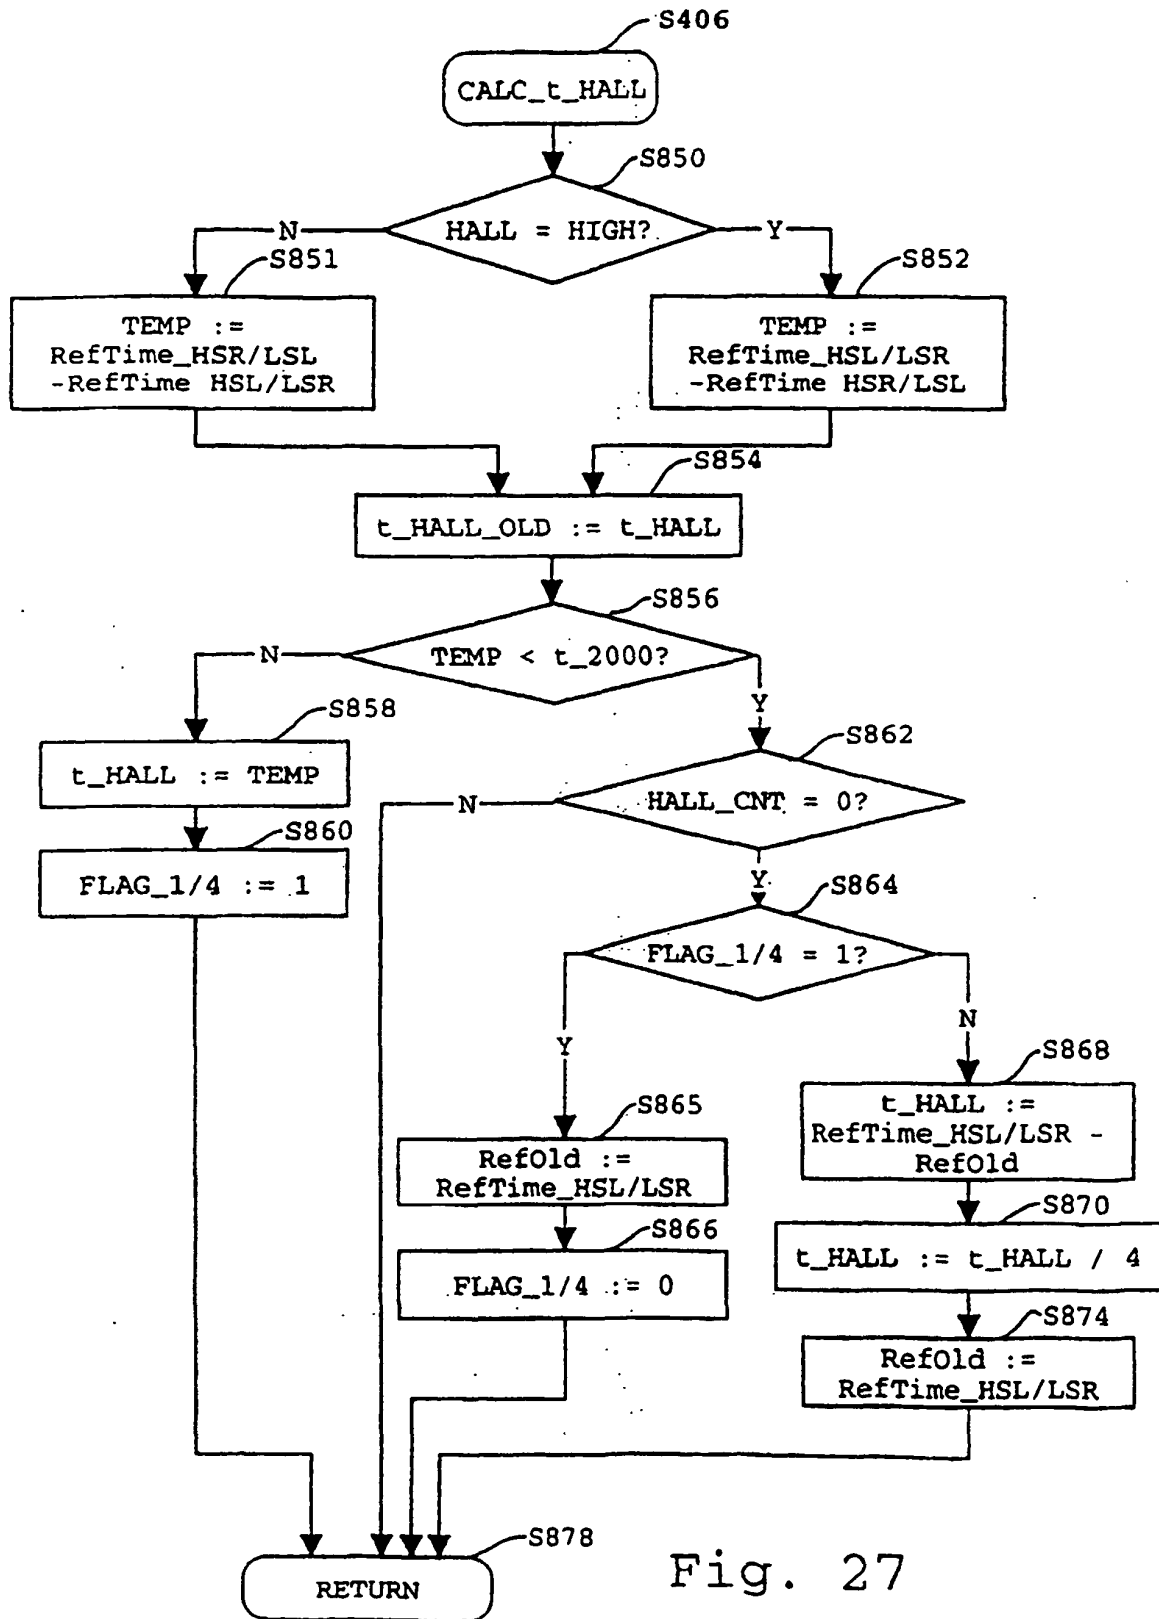 S406
CALC_t_HALL
S850
HALL = HIGH?
N
Y
S851
TEMP :=
RefTime_HSR/LSL
-RefTime HSL/LSR
S852
TEMP :=
RefTime_HSL/LSR
-RefTime HSR/LSL
S854
t_HALL_OLD := t_HALL
S856
TEMP < t_2000?
N
Y
S858
t_HALL := TEMP
S860
FLAG_1/4 := 1
S862
HALL_CNT = 0?
N
Y
S864
FLAG_1/4 = 1?
Y
N
S865
RefOld :=
RefTime_HSL/LSR
S866
FLAG_1/4 := 0
S868
t_HALL :=
RefTime_HSL/LSR -
RefOld
S870
t_HALL := t_HALL / 4
S874
RefOld :=
RefTime_HSL/LSR
S878
RETURN
Fig. 27